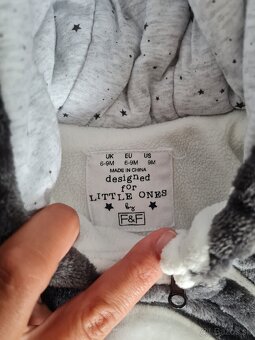 UK EU US
6-9M 6-9M 9M
MADE IN CHINA
designed
for
LITTLE ONES
by
F&F